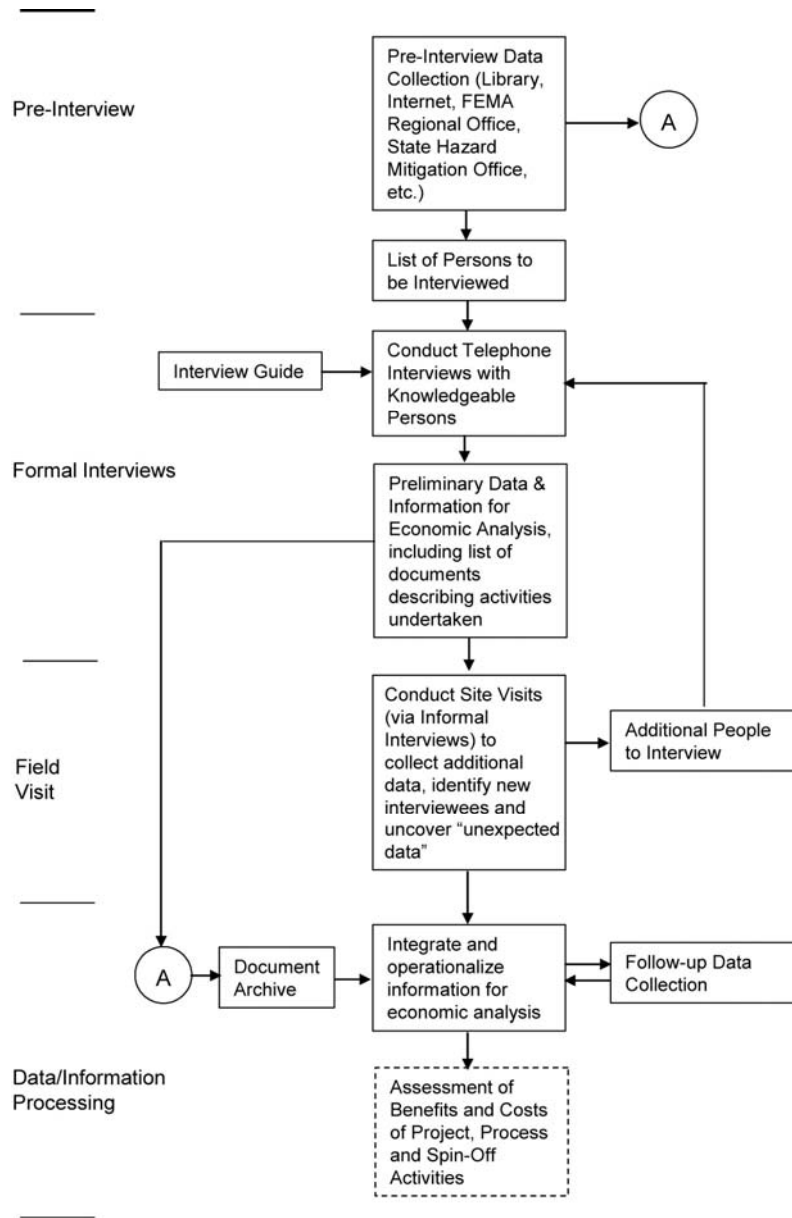 Pre-Interview
Pre-Interview Data
Collection (Library,
Internet, FEMA
Regional Office,
State Hazard
Mitigation Office,
etc.)
A
List of Persons to
be Interviewed
Interview Guide
Conduct Telephone
Interviews with
Knowledgeable
Persons
Formal Interviews
Preliminary Data &
Information for
Economic Analysis,
including list of
documents
describing activities
undertaken
Field
Visit
Conduct Site Visits
(via Informal
Interviews) to
collect additional
data, identify new
interviewees and
uncover “unexpected
data”
Additional People
to Interview
A
Document
Archive
Integrate and
operationalize
information for
economic analysis
Follow-up Data
Collection
Data/Information
Processing
Assessment of
Benefits and Costs
of Project, Process
and Spin-Off
Activities